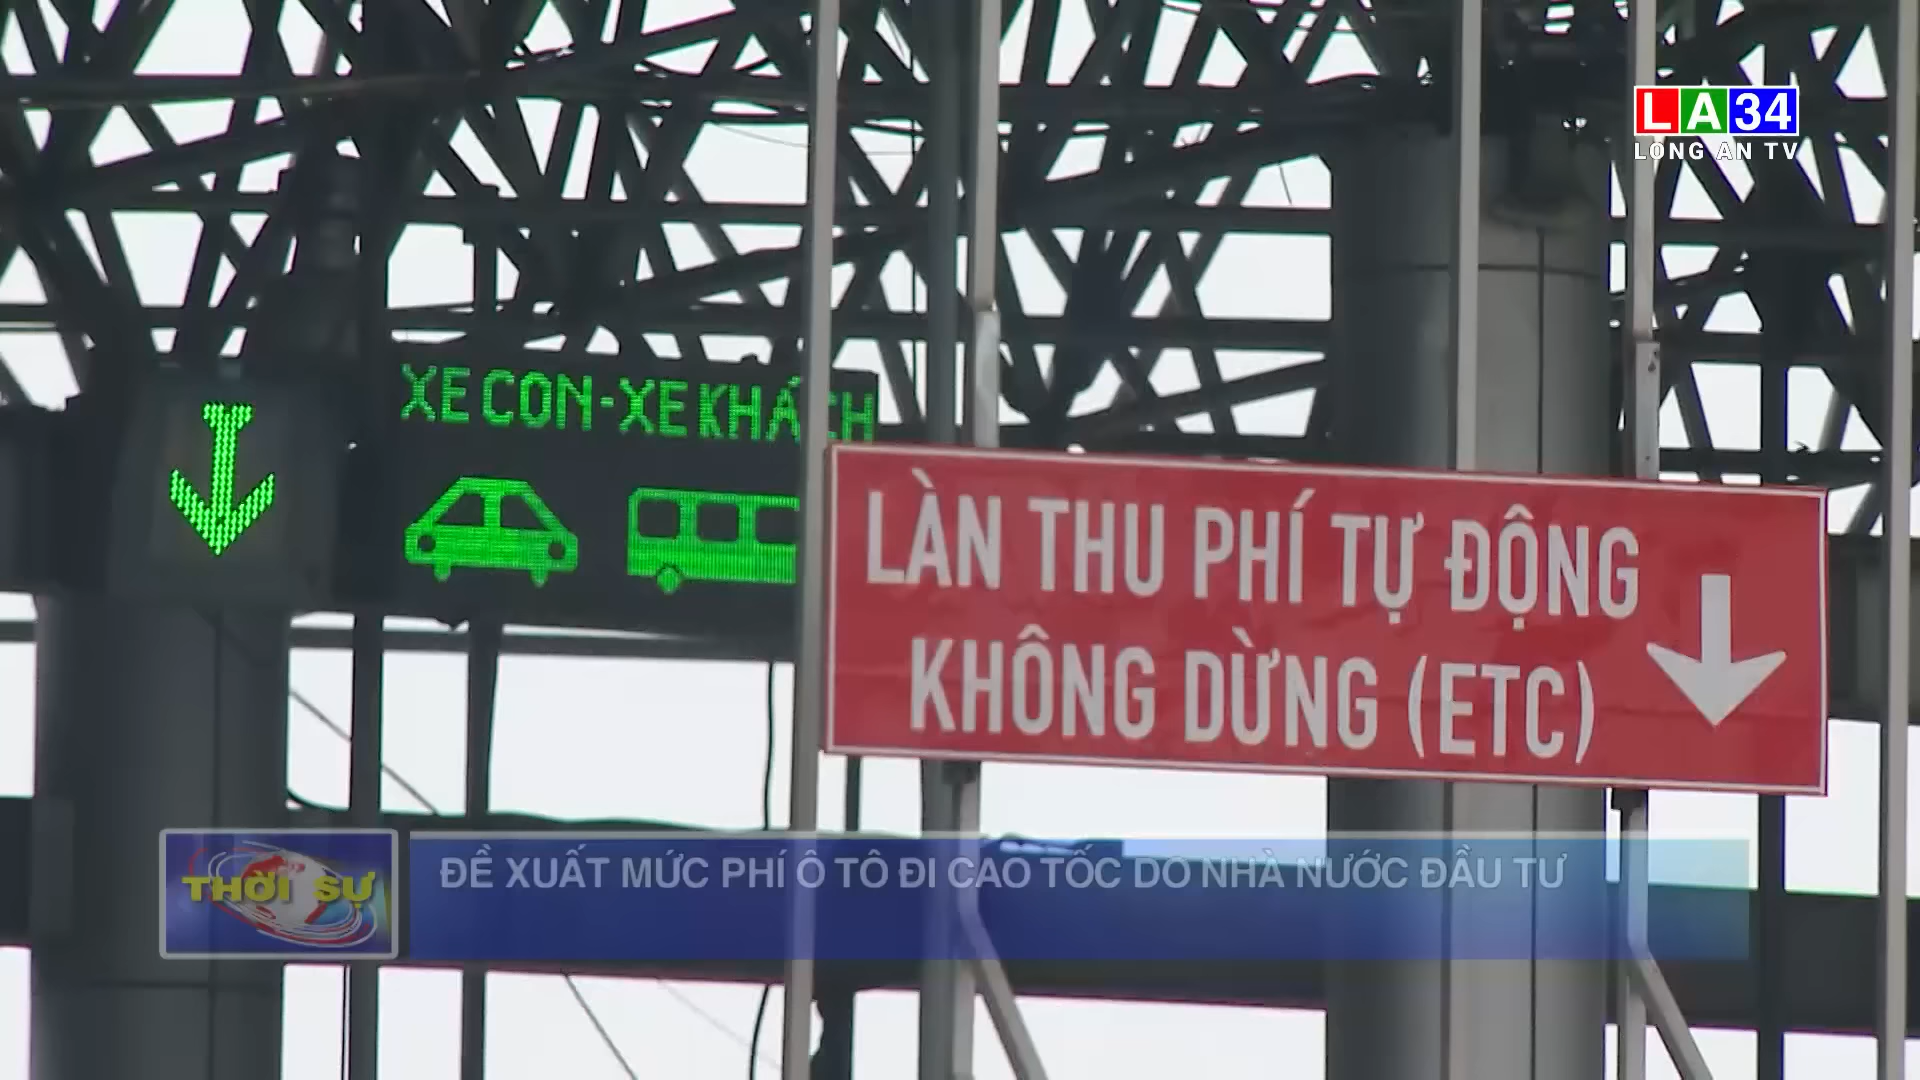 LA34
LONG AN TV
XE CON-XE KHÁCH
LÀN THU PHÍ TỰ ĐỘNG
KHÔNG DỪNG (ETC)
THỜI SỰ
ĐỀ XUẤT MỨC PHÍ Ô TÔ ĐI CAO TỐC DO NHÀ NƯỚC ĐẦU TƯ